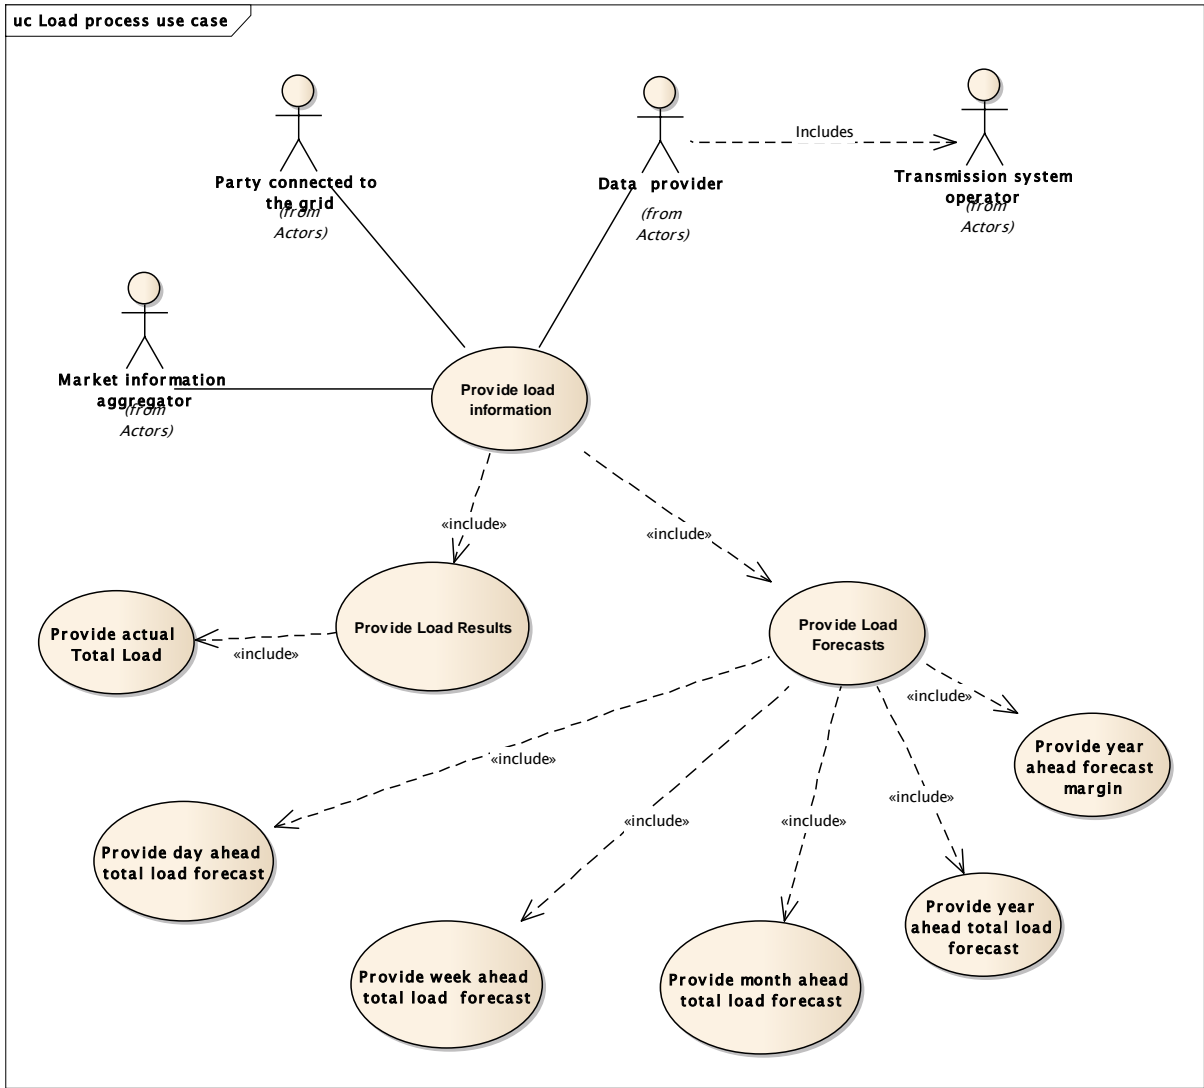 uc Load process use case
Includes
Party connected to
the grid
(from
Actors)
Data provider
(from
Actors)
Transmission system
operator
(from
Actors)
Market information
aggregator
(from
Actors)
Provide load
information
«include»
«include»
Provide actual
Total Load
«include»
Provide Load Results
Provide Load
Forecasts
«include»
«include»
«include»
«include»
«include»
Provide year
ahead forecast
margin
Provide day ahead
total load forecast
Provide year
ahead total load
forecast
Provide week ahead
total load forecast
Provide month ahead
total load forecast